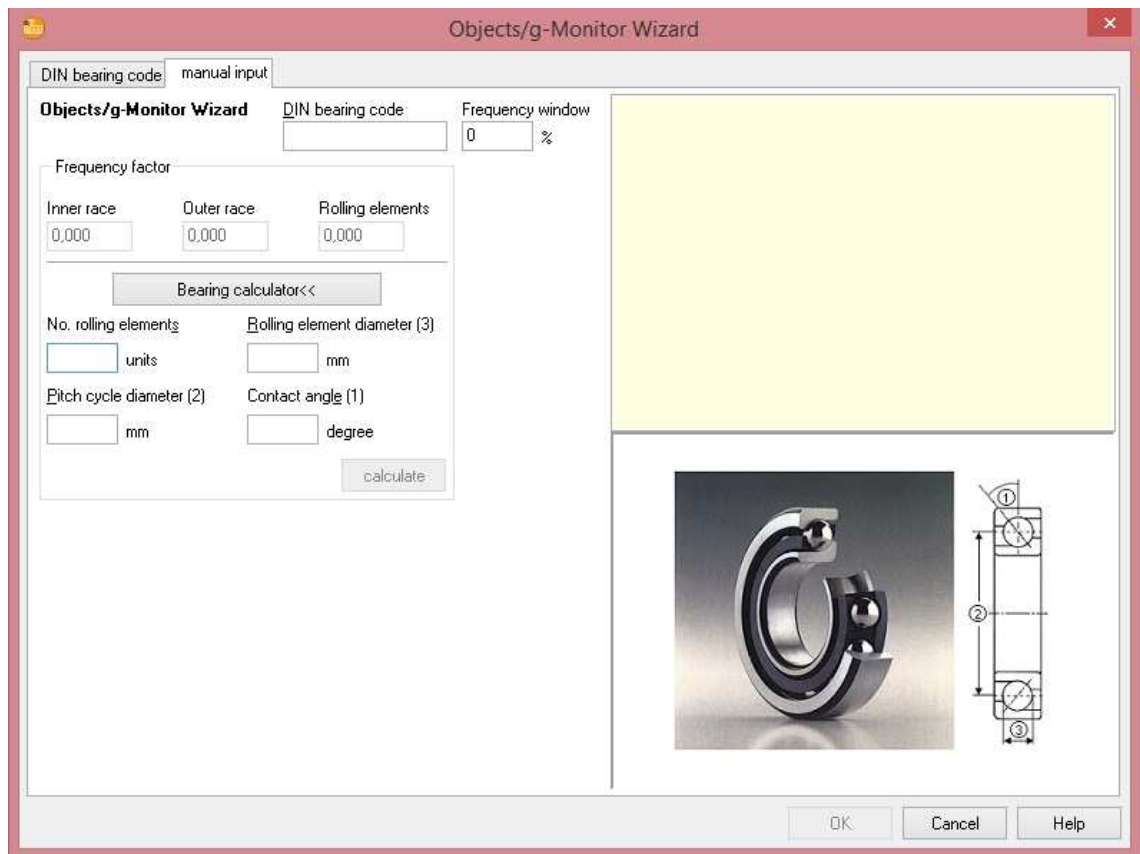 Objects/g-Monitor Wizard
×
DIN bearing code manual input
Objects/g-Monitor Wizard DIN bearing code Frequency window
0 %
Frequency factor
Inner race Outer race Rolling elements
0,000 0,000 0,000
Bearing calculator<<
No. rolling elements Rolling element diameter (3)
units mm
Pitch cycle diameter (2) Contact angle (1)
mm degree
calculate
1
2
3
OK Cancel Help